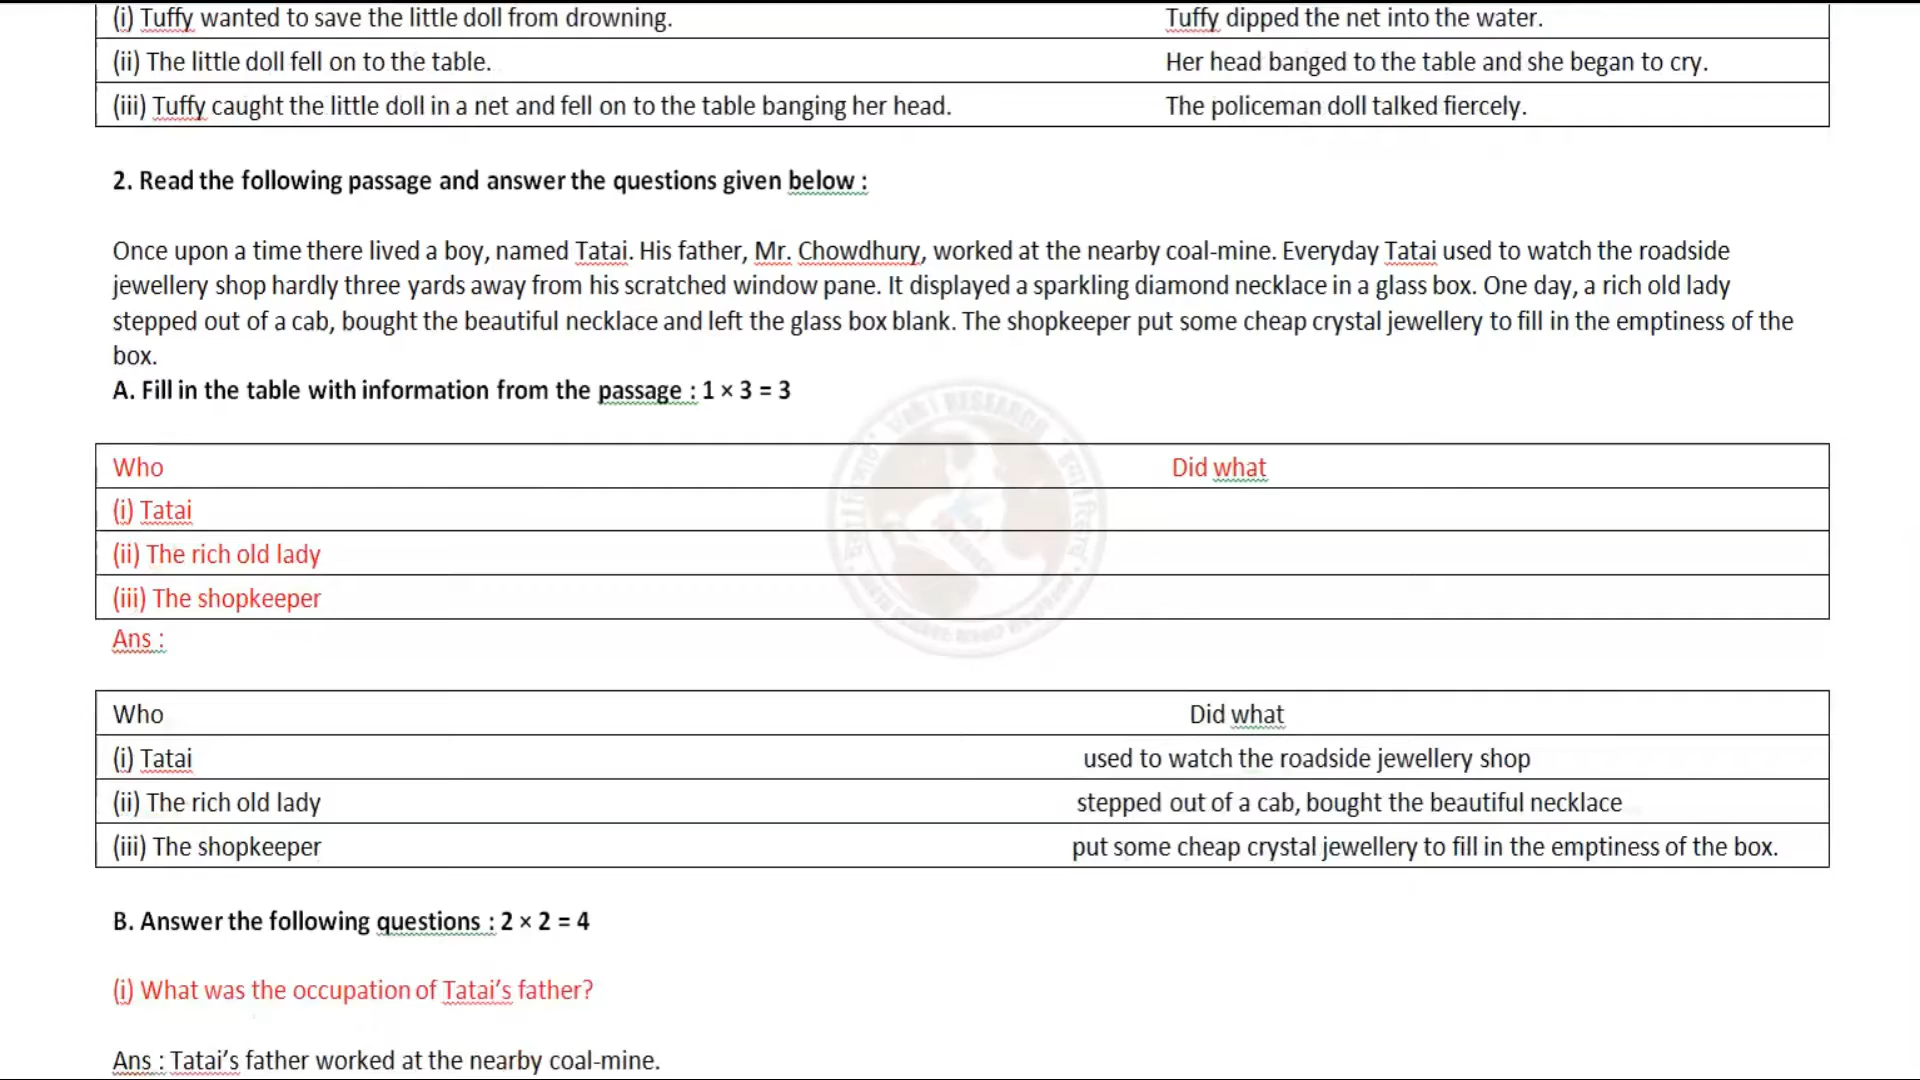 (i) Tuffy wanted to save the little doll from drowning. Tuffy dipped the net into the water.
(ii) The little doll fell on to the table. Her head banged to the table and she began to cry.
(iii) Tuffy caught the little doll in a net and fell on to the table banging her head. The policeman doll talked fiercely.
2. Read the following passage and answer the questions given below :
Once upon a time there lived a boy, named Tatai. His father, Mr. Chowdhury, worked at the nearby coal-mine. Everyday Tatai used to watch the roadside
jewellery shop hardly three yards away from his scratched window pane. It displayed a sparkling diamond necklace in a glass box. One day, a rich old lady
stepped out of a cab, bought the beautiful necklace and left the glass box blank. The shopkeeper put some cheap crystal jewellery to fill in the emptiness of the
box.
A. Fill in the table with information from the passage : 1 × 3 = 3
Who Did what
(i) Tatai
(ii) The rich old lady
(iii) The shopkeeper
Ans :
Who Did what
(i) Tatai used to watch the roadside jewellery shop
(ii) The rich old lady stepped out of a cab, bought the beautiful necklace
(iii) The shopkeeper put some cheap crystal jewellery to fill in the emptiness of the box.
B. Answer the following questions : 2 × 2 = 4
(i) What was the occupation of Tatai's father?
Ans : Tatai's father worked at the nearby coal-mine.